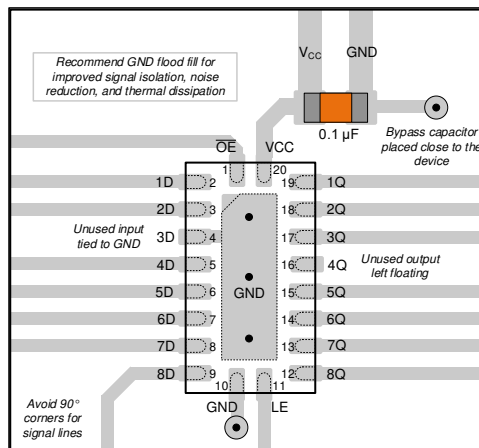 Recommend GND flood fill for
improved signal isolation, noise
reduction, and thermal dissipation
VCC GND
0.1 µF
Bypass capacitor
placed close to the
device
OE VCC
1 20
1D 2 19 1Q
2D 3 18 2Q
Unused input
tied to GND
3D 4 17 3Q
4D 5 16 4Q
Unused output
left floating
5D 6 GND 15 5Q
6D 7 14 6Q
7D 8 13 7Q
8D 9 12 8Q
10 11
GND LE
Avoid 90°
corners for
signal lines